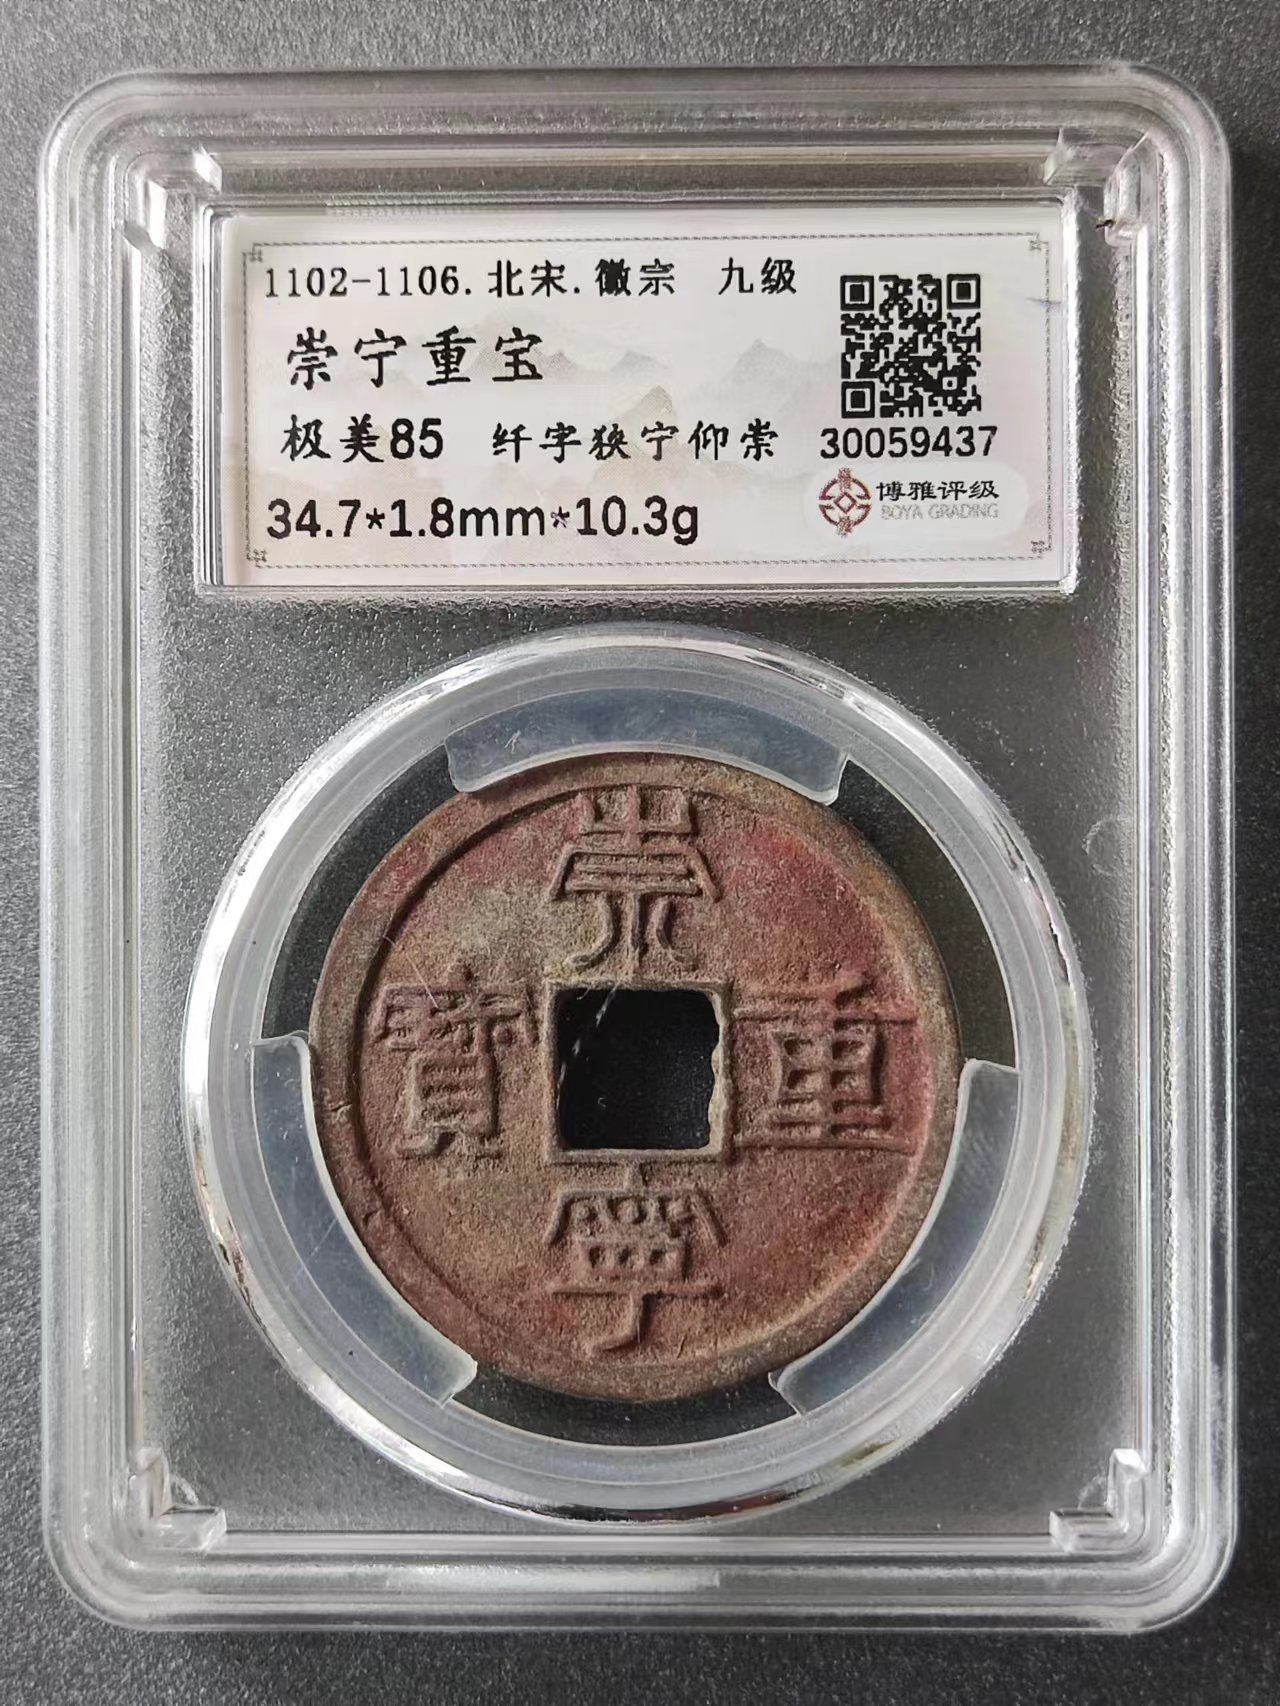 1102-1106.北宋.徽宗 九级
崇宁重宝
极美85 纤字狭宁仰崇
34.7*1.8mm*10.3g
30059437
博雅评级
BOYA GRADING
崇
寳 重
寧